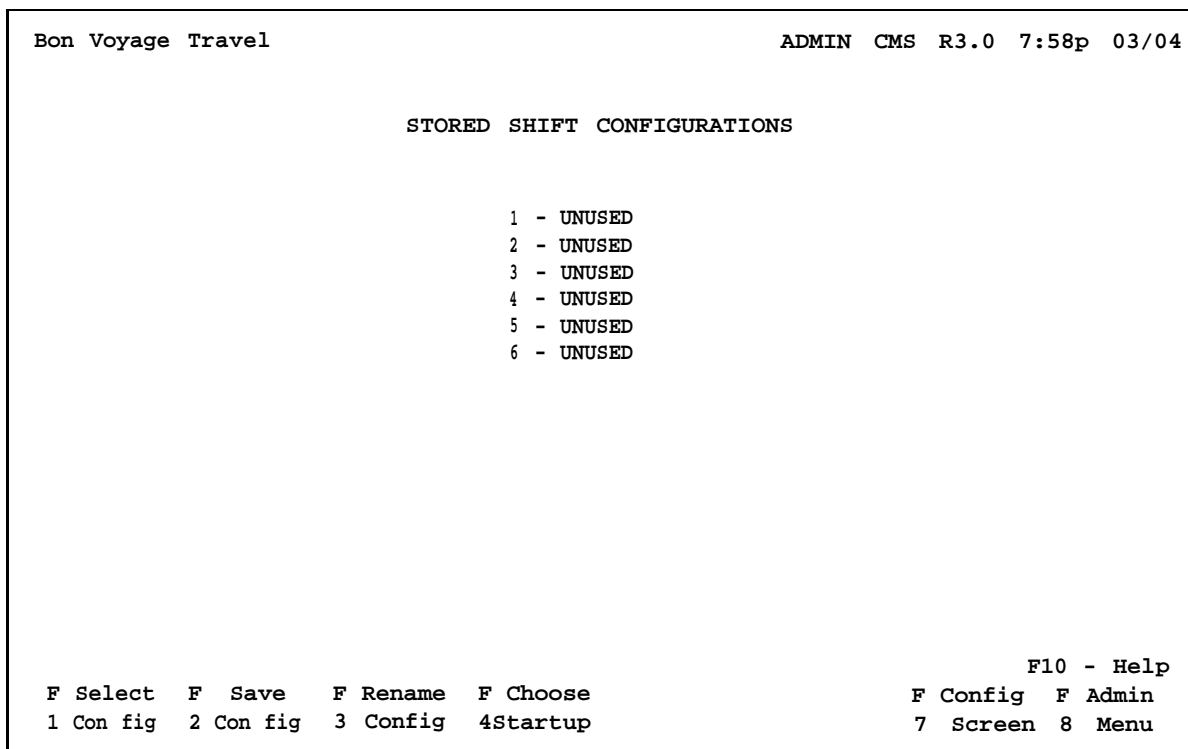 Bon Voyage Travel ADMIN CMS R3.0 7:58p 03/04
STORED SHIFT CONFIGURATIONS
1 - UNUSED
2 - UNUSED
3 - UNUSED
4 - UNUSED
5 - UNUSED
6 - UNUSED
F10 - Help
F Select F Save F Rename F Choose F Config F Admin
1 Con fig 2 Con fig 3 Config 4Startup 7 Screen 8 Menu